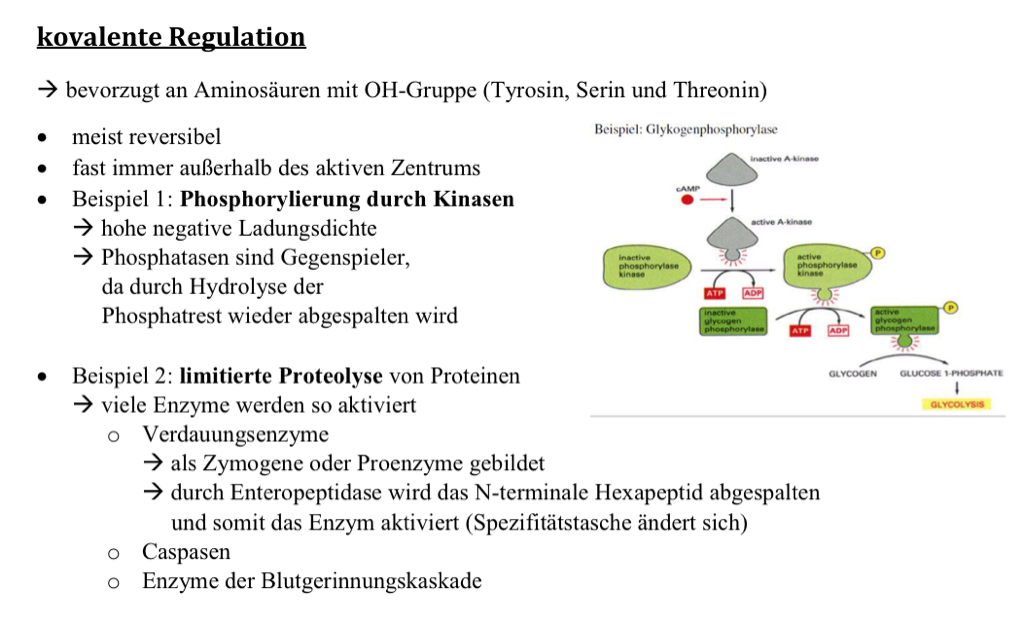 kovalente Regulation
→ bevorzugt an Aminosäuren mit OH-Gruppe (Tyrosin, Serin und Threonin)
• meist reversibel
• fast immer außerhalb des aktiven Zentrums
• Beispiel 1: Phosphorylierung durch Kinasen
→ hohe negative Ladungsdichte
→ Phosphatasen sind Gegenspieler,
da durch Hydrolyse der
Phosphatrest wieder abgespalten wird
Beispiel: Glykogenphosphorylase
inactive A-kinase
cAMP
active A-kinase
inactive
phosphorylase
kinase
active
phosphorylase
kinase
P
ATP
ADP
inactive
glycogen
phosphorylase
active
glycogen
phosphorylase
P
ATP
ADP
GLYCOGEN
GLUCOSE 1-PHOSPHATE
GLYCOLYSIS
• Beispiel 2: limitierte Proteolyse von Proteinen
→ viele Enzyme werden so aktiviert
o Verdauungsenzyme
→ als Zymogene oder Proenzyme gebildet
→ durch Enteropeptidase wird das N-terminale Hexapeptid abgespalten
und somit das Enzym aktiviert (Spezifitätstasche ändert sich)
o Caspasen
o Enzyme der Blutgerinnungskaskade